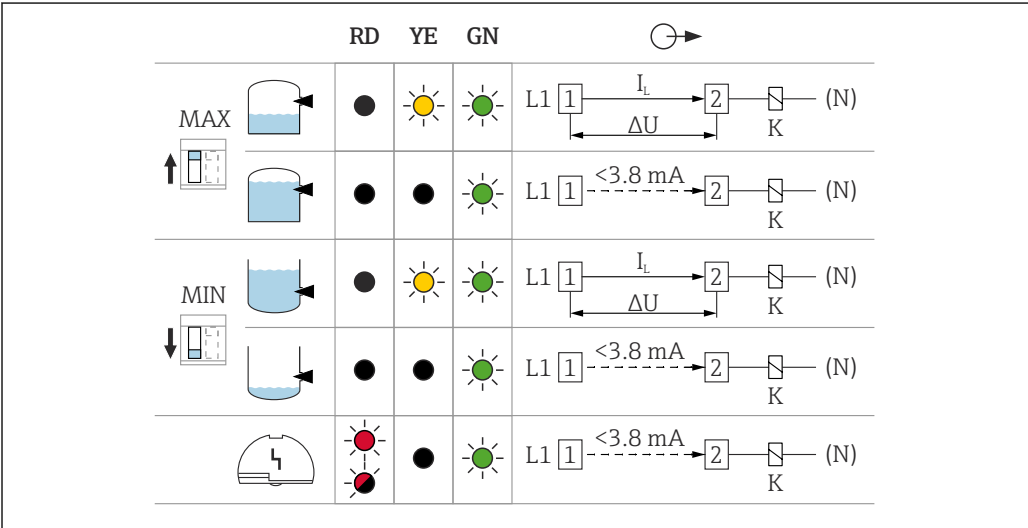 RD YE GN
MAX
L1 1 I_L 2 (N)
ΔU K
L1 1 <3.8 mA 2 (N)
K
MIN
L1 1 I_L 2 (N)
ΔU K
L1 1 <3.8 mA 2 (N)
K
L1 1 <3.8 mA 2 (N)
K